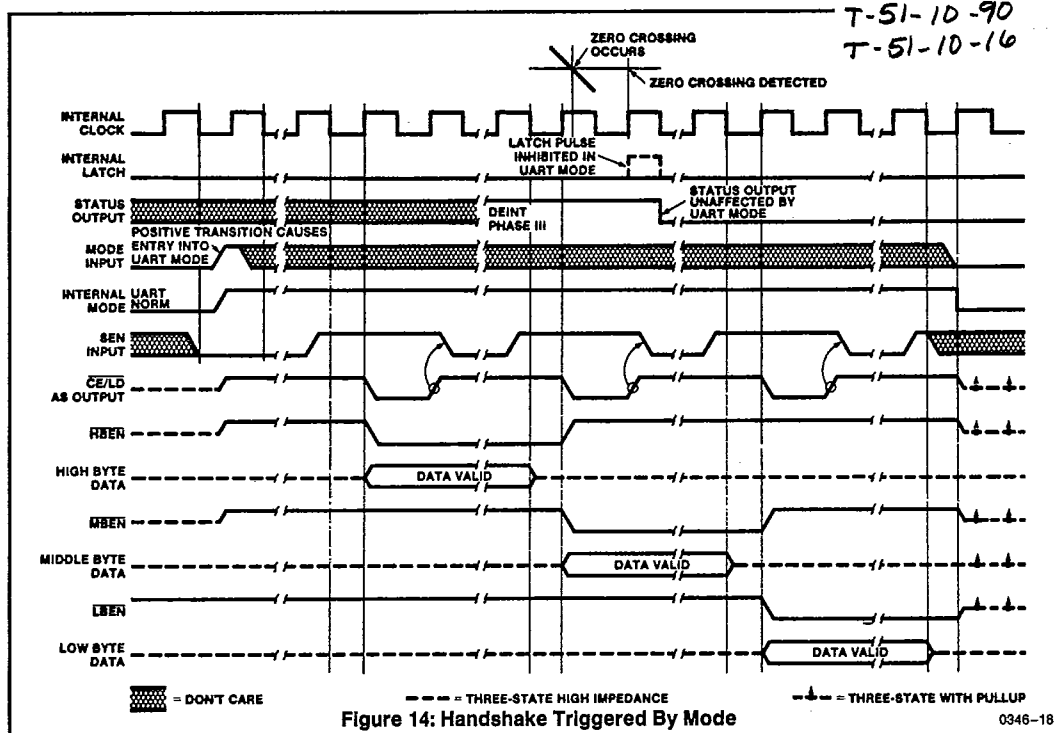 T-51-10-90
T-51-10-16
ZERO CROSSING
OCCURS
ZERO CROSSING DETECTED
INTERNAL
CLOCK
LATCH PULSE
INHIBITED IN
UART MODE
INTERNAL
LATCH
STATUS OUTPUT
UNAFFECTED BY
UART MODE
STATUS
OUTPUT
DEINT
PHASE III
POSITIVE TRANSITION CAUSES
ENTRY INTO
UART MODE
MODE
INPUT
INTERNAL UART
MODE NORM
SEN
INPUT
CE/LD
AS OUTPUT
HBEN
HIGH BYTE
DATA
DATA VALID
MBEN
MIDDLE BYTE
DATA
DATA VALID
LBEN
LOW BYTE
DATA
DATA VALID
= DON'T CARE
= THREE-STATE HIGH IMPEDANCE
= THREE-STATE WITH PULLUP
Figure 14: Handshake Triggered By Mode
0346-18